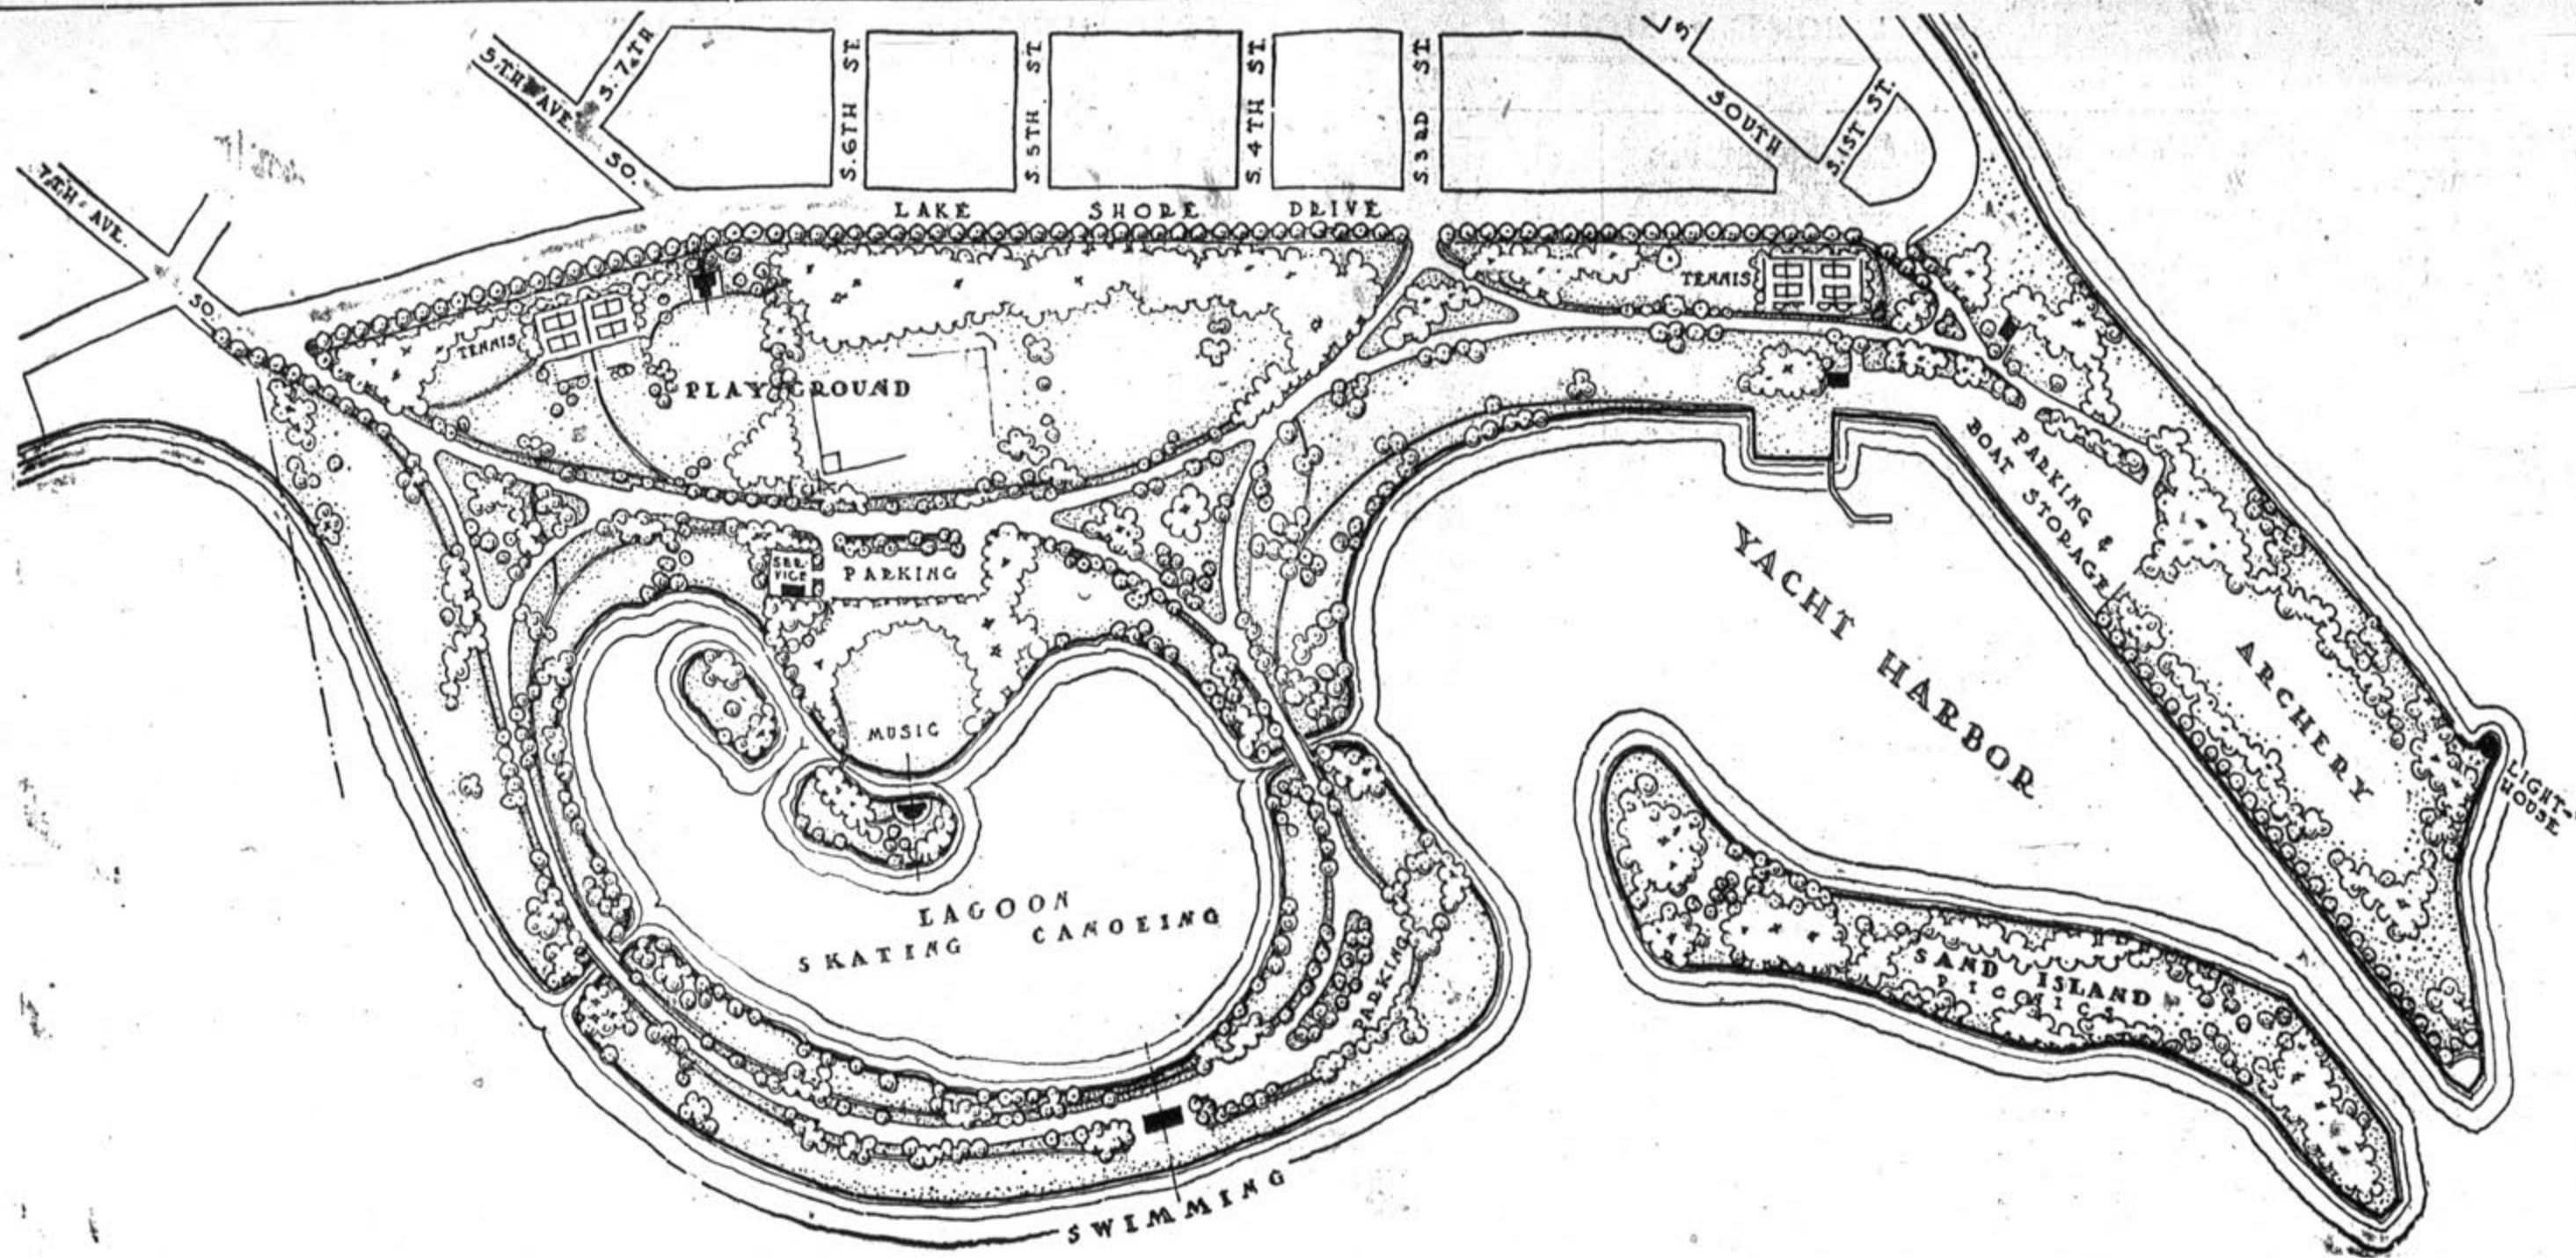 S. 7TH
5TH AVE.
SO.
S. 6TH ST.
S. 5TH ST.
S. 4TH ST.
S. 3RD ST.
S.
SOUTH
S. 1ST ST.
7TH AVE.
SO.
LAKE SHORE DRIVE
TENNIS
TENNIS
PLAY GROUND
PARKING &
BOAT STORAGE
SER-
VICE
PARKING
YACHT HARBOR
ARCHERY
MUSIC
LIGHT-
HOUSE
LAGOON
SKATING CANOEING
PARKING
SAND ISLAND
PICNICS
SWIMMING